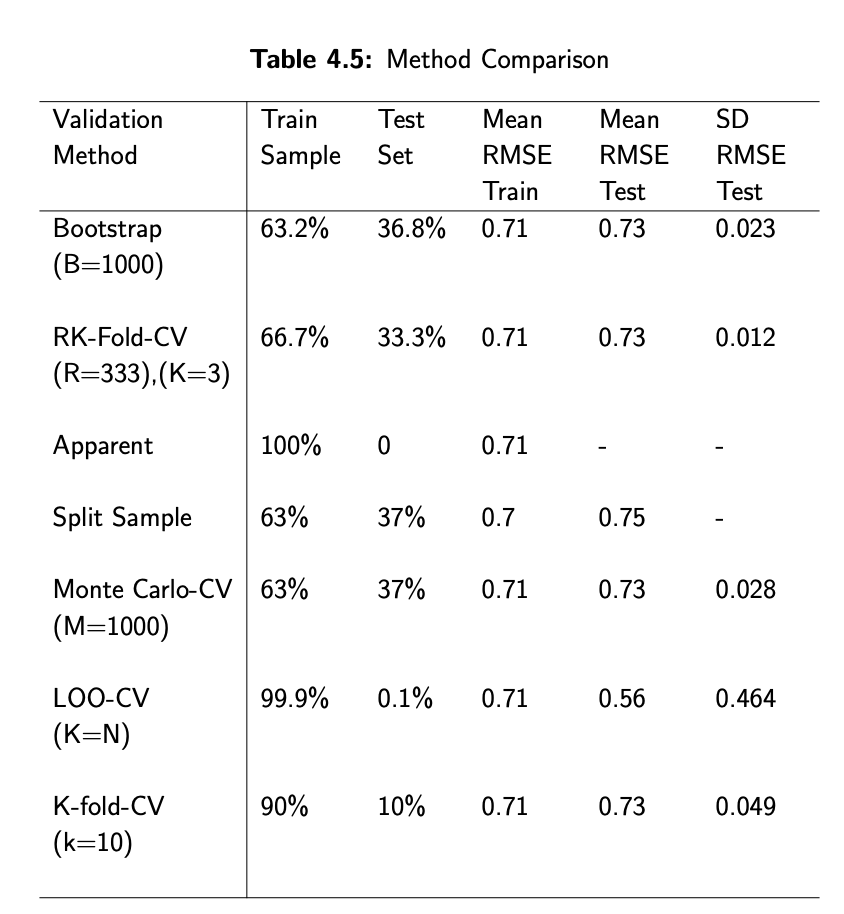 Table 4.5: Method Comparison
Validation Train Test Mean Mean SD
Method Sample Set RMSE RMSE RMSE
Train Test Test
Bootstrap 63.2% 36.8% 0.71 0.73 0.023
(B=1000)
RK-Fold-CV 66.7% 33.3% 0.71 0.73 0.012
(R=333),(K=3)
Apparent 100% 0 0.71 - -
Split Sample 63% 37% 0.7 0.75 -
Monte Carlo-CV 63% 37% 0.71 0.73 0.028
(M=1000)
LOO-CV 99.9% 0.1% 0.71 0.56 0.464
(K=N)
K-fold-CV 90% 10% 0.71 0.73 0.049
(k=10)